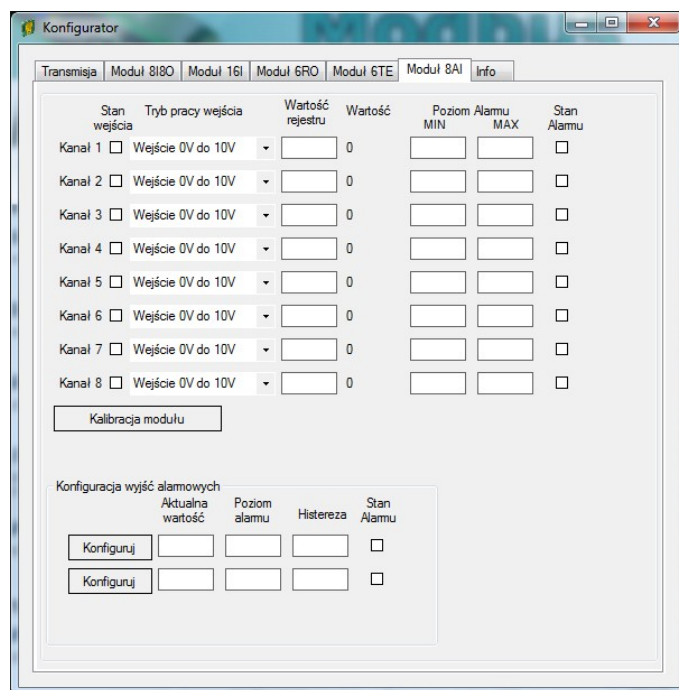 Konfigurator
Modbus
Transmisja Moduł 8I8O Moduł 16I Moduł 6RO Moduł 6TE Moduł 8AI Info
Stan wejścia Tryb pracy wejścia Wartość rejestru Wartość Poziom Alarmu MIN MAX Stan Alarmu
Kanał 1 Wejście 0V do 10V 0
Kanał 2 Wejście 0V do 10V 0
Kanał 3 Wejście 0V do 10V 0
Kanał 4 Wejście 0V do 10V 0
Kanał 5 Wejście 0V do 10V 0
Kanał 6 Wejście 0V do 10V 0
Kanał 7 Wejście 0V do 10V 0
Kanał 8 Wejście 0V do 10V 0
Kalibracja modułu
Konfiguracja wyjść alarmowych
Aktualna wartość Poziom alarmu Histereza Stan Alarmu
Konfiguruj
Konfiguruj